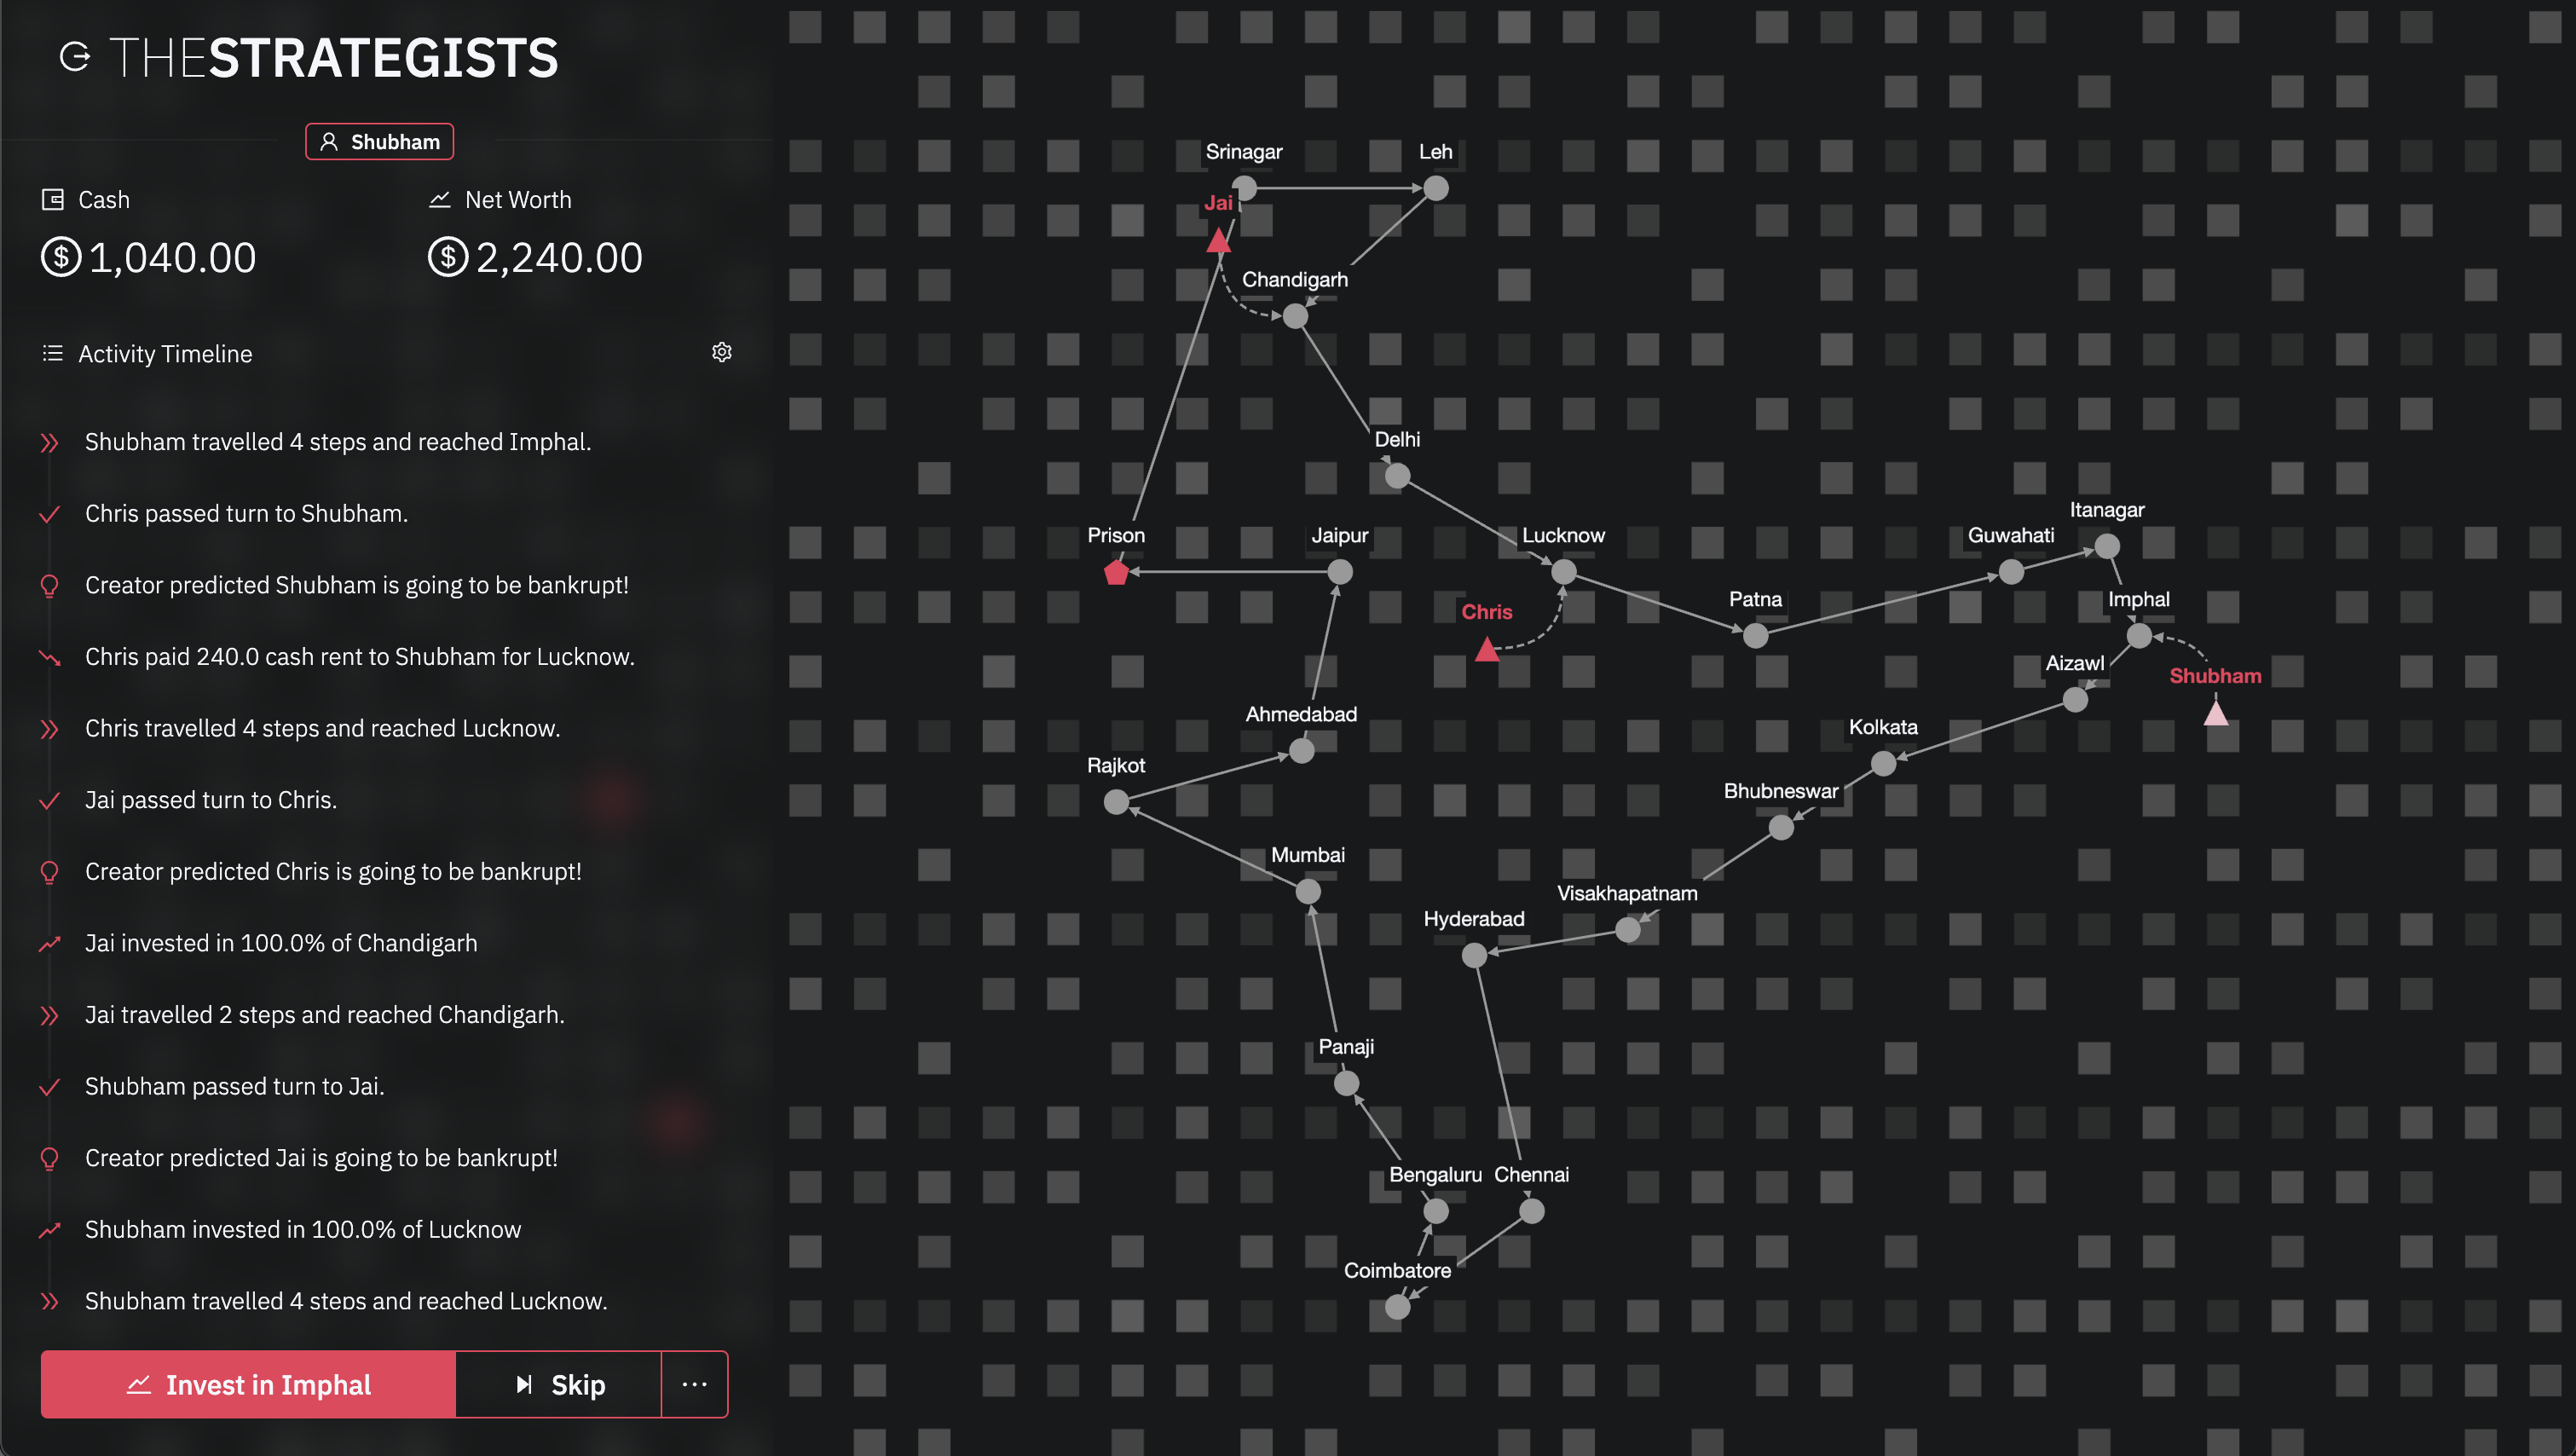 THESTRATEGISTS
Shubham
Cash
Net Worth
$ 1,040.00
$ 2,240.00
Activity Timeline
Shubham travelled 4 steps and reached Imphal.
Chris passed turn to Shubham.
Creator predicted Shubham is going to be bankrupt!
Chris paid 240.0 cash rent to Shubham for Lucknow.
Chris travelled 4 steps and reached Lucknow.
Jai passed turn to Chris.
Creator predicted Chris is going to be bankrupt!
Jai invested in 100.0% of Chandigarh
Jai travelled 2 steps and reached Chandigarh.
Shubham passed turn to Jai.
Creator predicted Jai is going to be bankrupt!
Shubham invested in 100.0% of Lucknow
Shubham travelled 4 steps and reached Lucknow.
Invest in Imphal
Skip
...
Srinagar
Leh
Jai
Chandigarh
Delhi
Itanagar
Prison
Jaipur
Lucknow
Guwahati
Patna
Imphal
Chris
Aizawl
Shubham
Ahmedabad
Kolkata
Rajkot
Bhubneswar
Mumbai
Visakhapatnam
Hyderabad
Panaji
Bengaluru
Chennai
Coimbatore